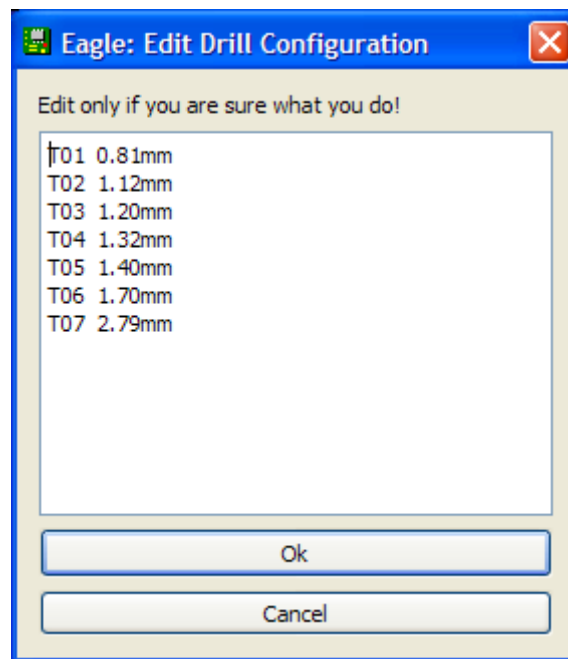 Eagle: Edit Drill Configuration
Edit only if you are sure what you do!
T01 0.81mm
T02 1.12mm
T03 1.20mm
T04 1.32mm
T05 1.40mm
T06 1.70mm
T07 2.79mm
Ok
Cancel